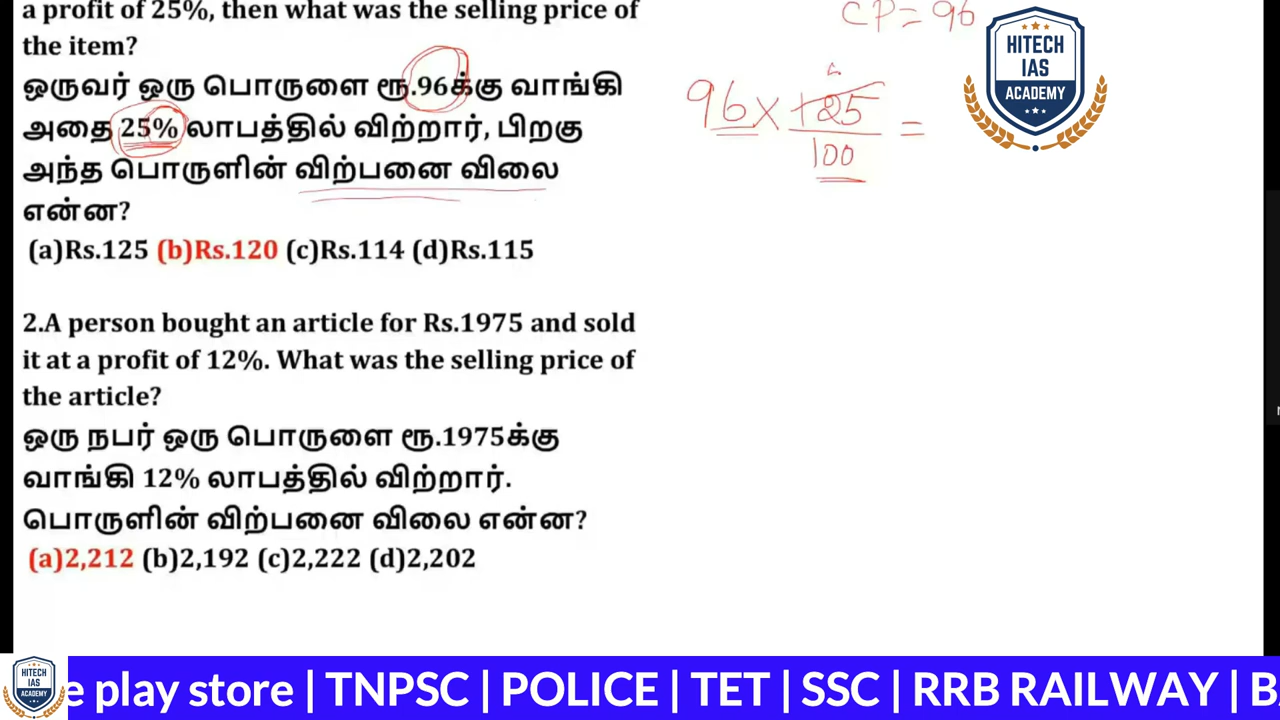 a profit of 25%, then what was the selling price of
the item?
ஒருவர் ஒரு பொருளை ரூ.96க்கு வாங்கி
அதை 25% லாபத்தில் விற்றார், பிறகு
அந்த பொருளின் விற்பனை விலை
என்ன?
(a)Rs.125 (b)Rs.120 (c)Rs.114 (d)Rs.115
2.A person bought an article for Rs.1975 and sold
it at a profit of 12%. What was the selling price of
the article?
ஒரு நபர் ஒரு பொருளை ரூ.1975க்கு
வாங்கி 12% லாபத்தில் விற்றார்.
பொருளின் விற்பனை விலை என்ன?
(a)2,212 (b)2,192 (c)2,222 (d)2,202
CP = 96
96 x 125
100
=
HITECH
IAS
ACADEMY
HITECH
IAS
ACADEMY
e play store | TNPSC | POLICE | TET | SSC | RRB RAILWAY | B